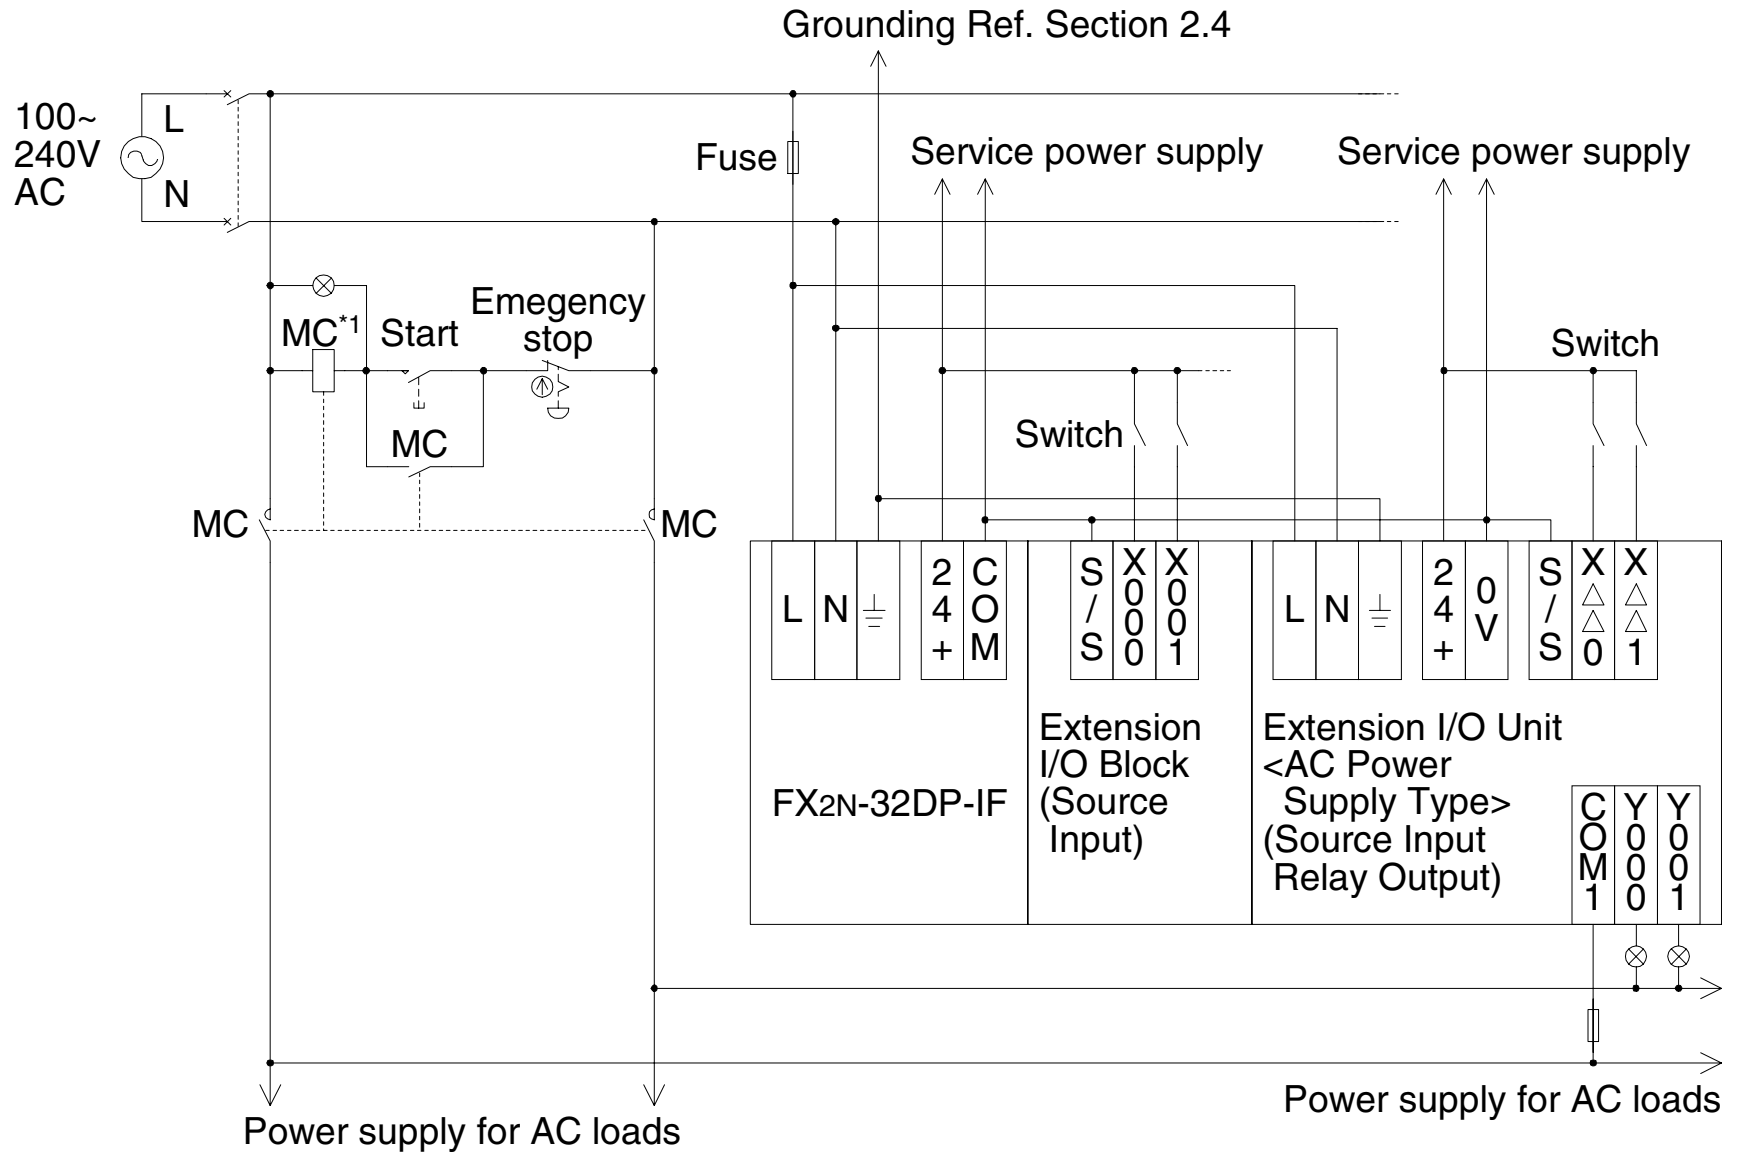 Grounding Ref. Section 2.4
100~
240V
AC
L
N
Fuse
Service power supply
Service power supply
MC*1
Start
Emegency
stop
MC
MC
MC
Switch
Switch
L
N
24+
COM
S/S
X000
X001
L
N
24+
0V
S/S
X△△0
X△△1
FX2N-32DP-IF
Extension
I/O Block
(Source
Input)
Extension I/O Unit
<AC Power
Supply Type>
(Source Input
Relay Output)
COM1
Y000
Y001
Power supply for AC loads
Power supply for AC loads